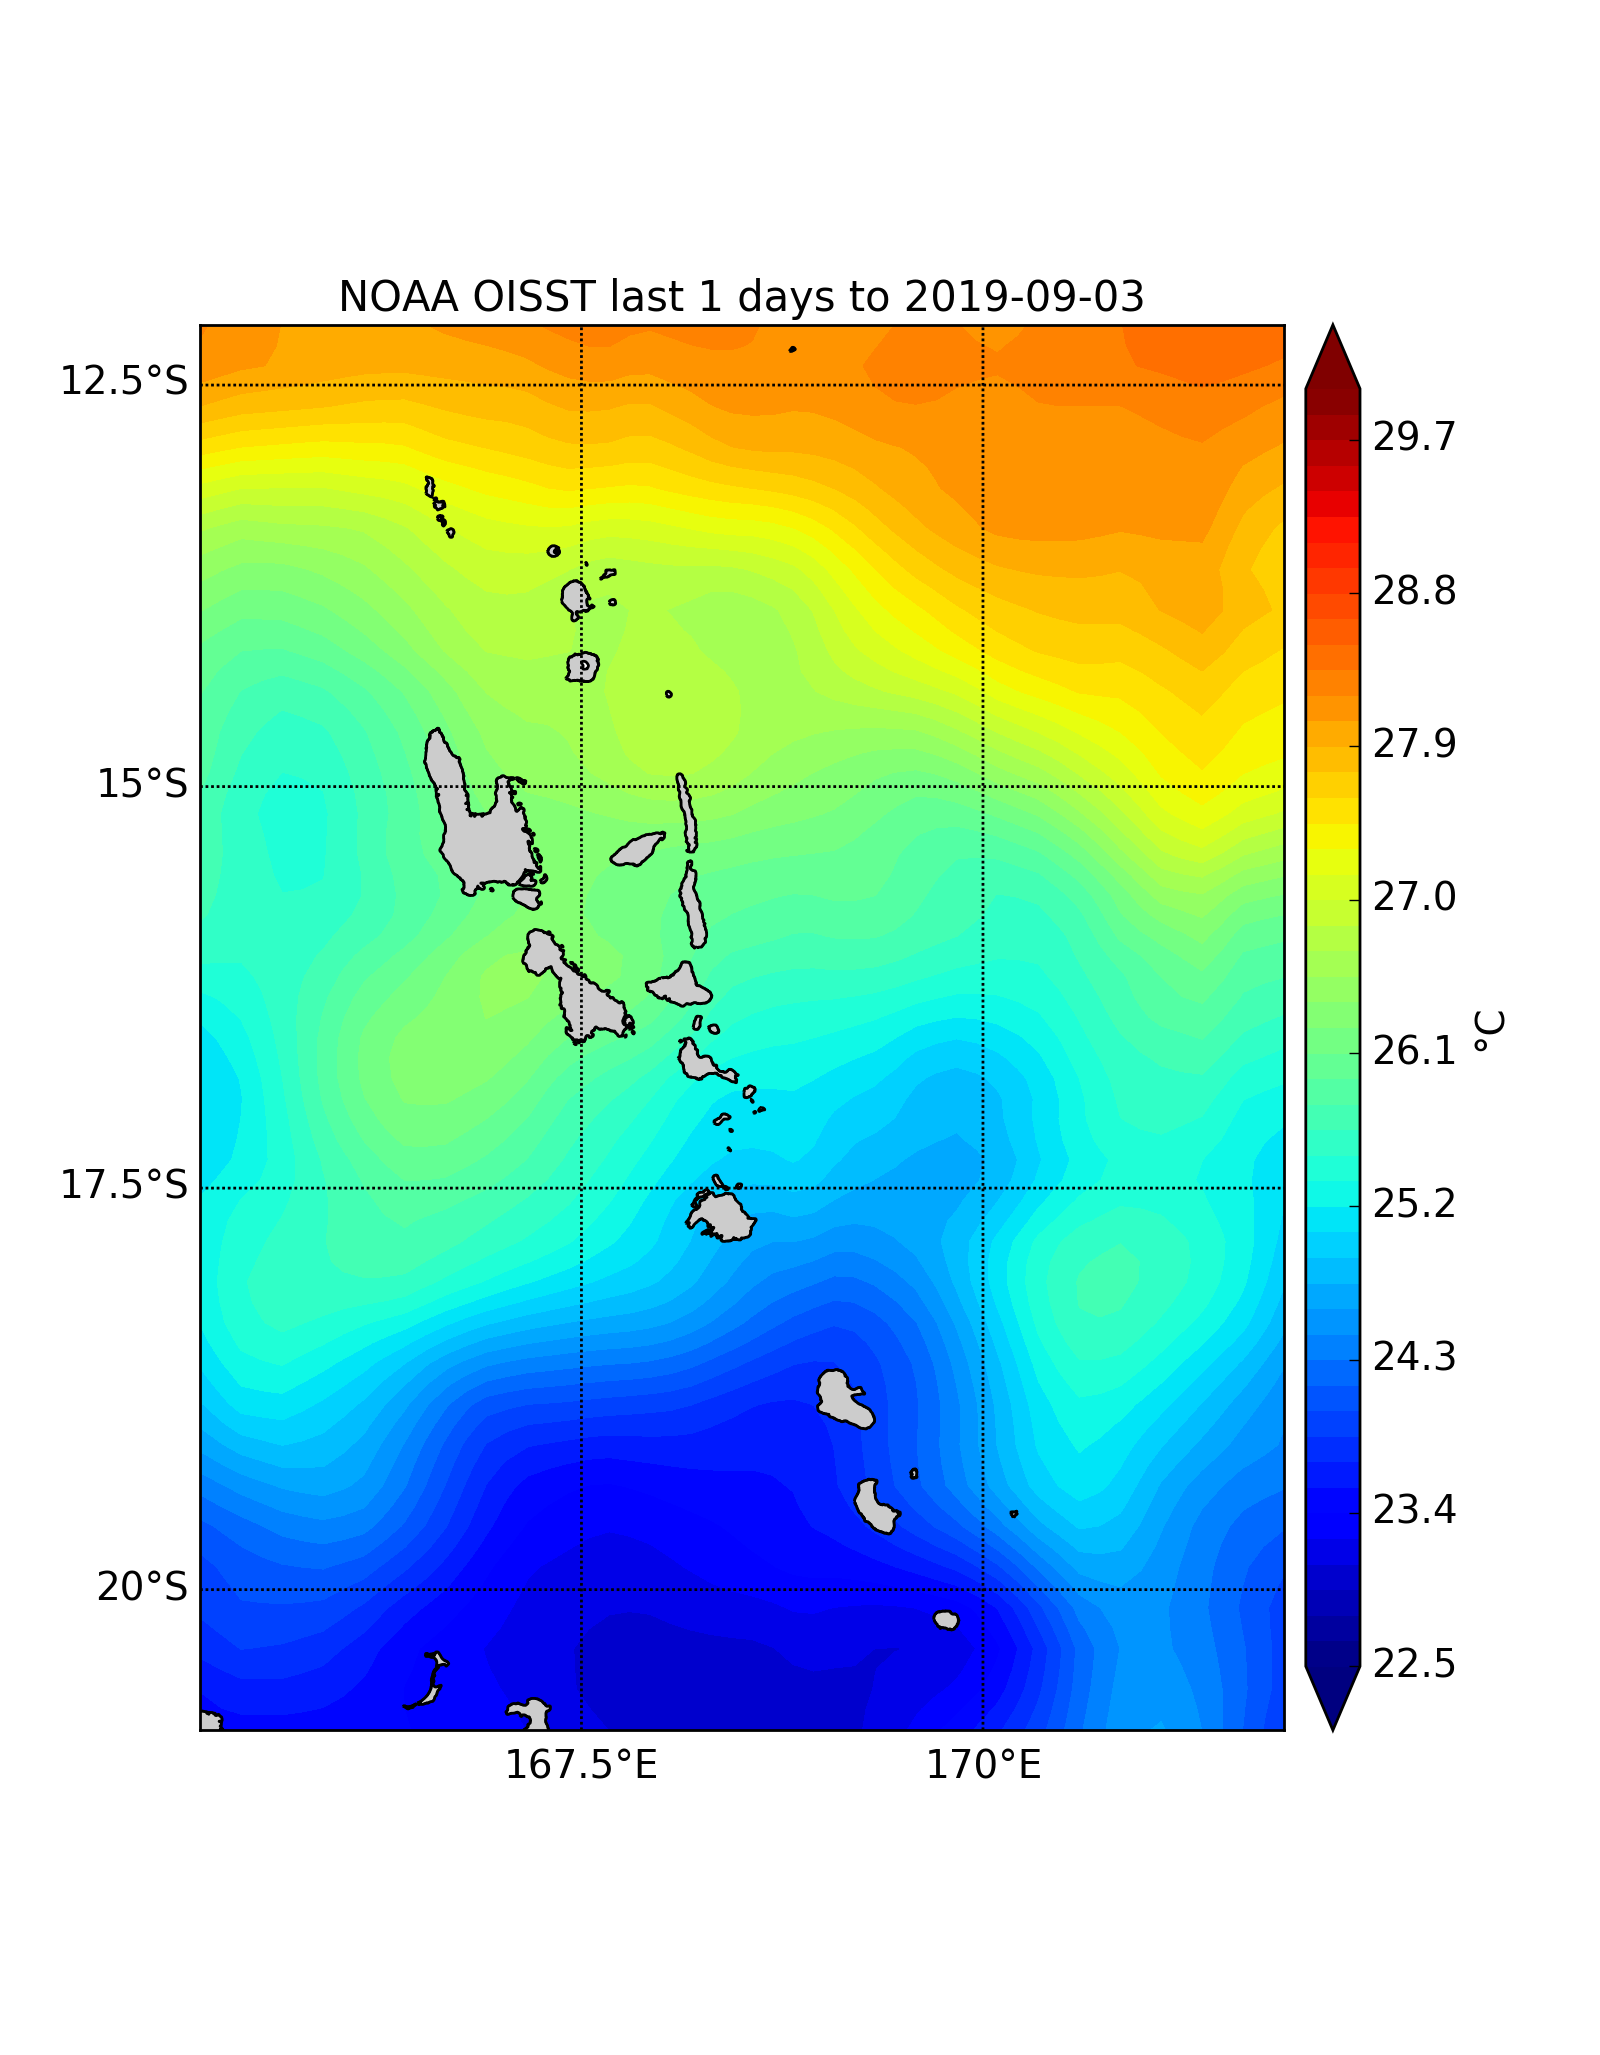 NOAA OISST last 1 days to 2019-09-03
12.5°S
15°S
17.5°S
20°S
167.5°E
170°E
29.7
28.8
27.9
27.0
26.1
25.2
24.3
23.4
22.5
°C